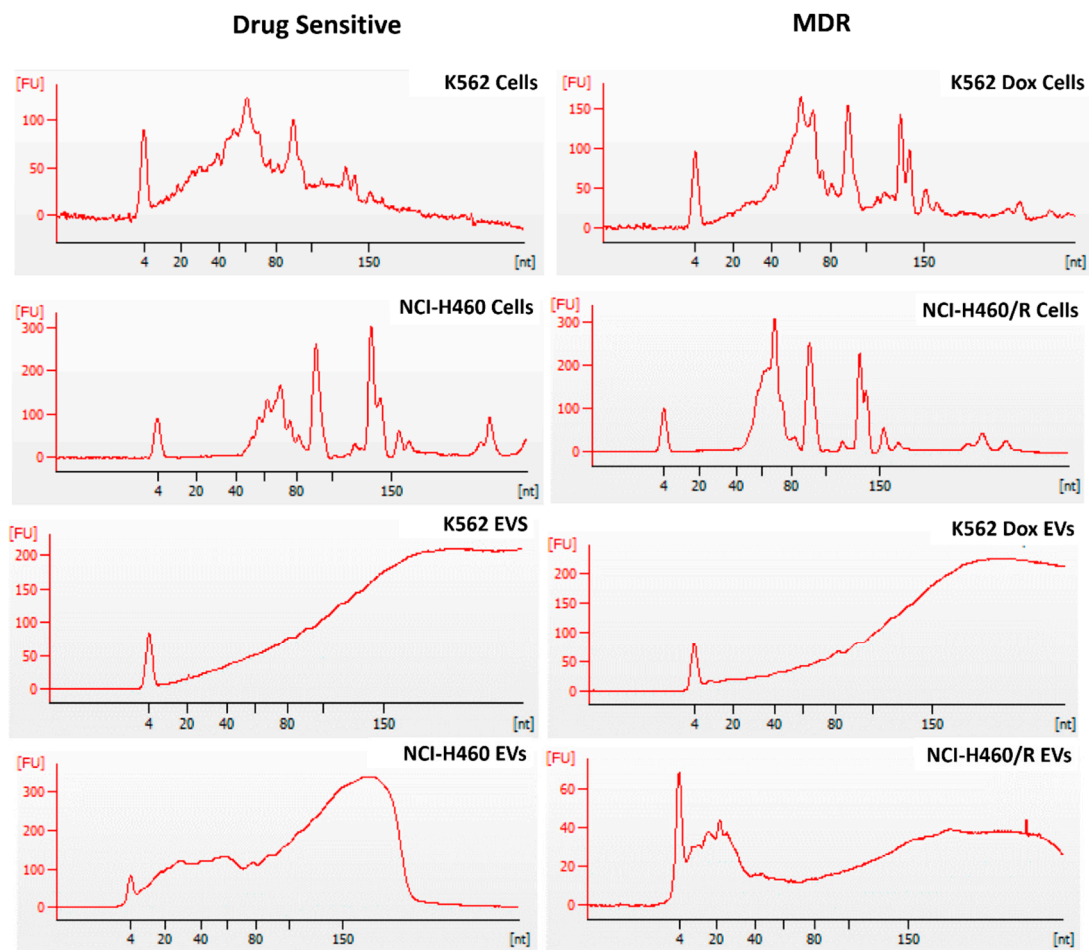 Drug Sensitive
MDR
K562 Cells
[FU]
100
50
0
4 20 40 80 150 [nt]
K562 Dox Cells
[FU]
150
100
50
0
4 20 40 80 150 [nt]
NCI-H460 Cells
[FU]
300
200
100
0
4 20 40 80 150 [nt]
NCI-H460/R Cells
[FU]
300
200
100
0
4 20 40 80 150 [nt]
K562 EVS
[FU]
200
150
100
50
0
4 20 40 80 150 [nt]
K562 Dox EVs
[FU]
200
150
100
50
0
4 20 40 80 150 [nt]
NCI-H460 EVs
[FU]
300
200
100
0
4 20 40 80 150 [nt]
NCI-H460/R EVs
[FU]
60
40
20
0
4 20 40 80 150 [nt]